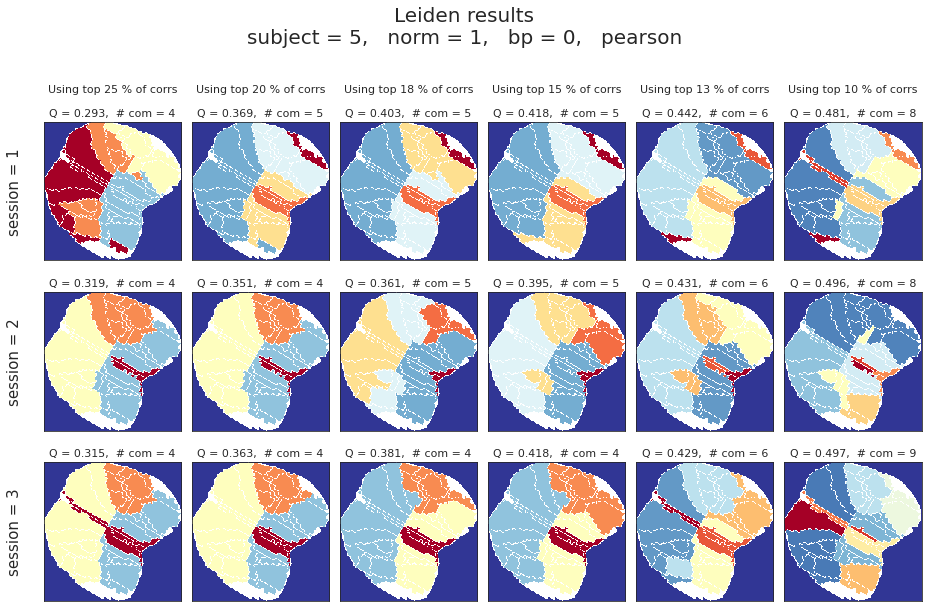 Leiden results
subject = 5,   norm = 1,   bp = 0,   pearson
Using top 25 % of corrs
Using top 20 % of corrs
Using top 18 % of corrs
Using top 15 % of corrs
Using top 13 % of corrs
Using top 10 % of corrs
session = 1
Q = 0.293,  # com = 4
Q = 0.369,  # com = 5
Q = 0.403,  # com = 5
Q = 0.418,  # com = 5
Q = 0.442,  # com = 6
Q = 0.481,  # com = 8
session = 2
Q = 0.319,  # com = 4
Q = 0.351,  # com = 4
Q = 0.361,  # com = 5
Q = 0.395,  # com = 5
Q = 0.431,  # com = 6
Q = 0.496,  # com = 8
session = 3
Q = 0.315,  # com = 4
Q = 0.363,  # com = 4
Q = 0.381,  # com = 4
Q = 0.418,  # com = 4
Q = 0.429,  # com = 6
Q = 0.497,  # com = 9